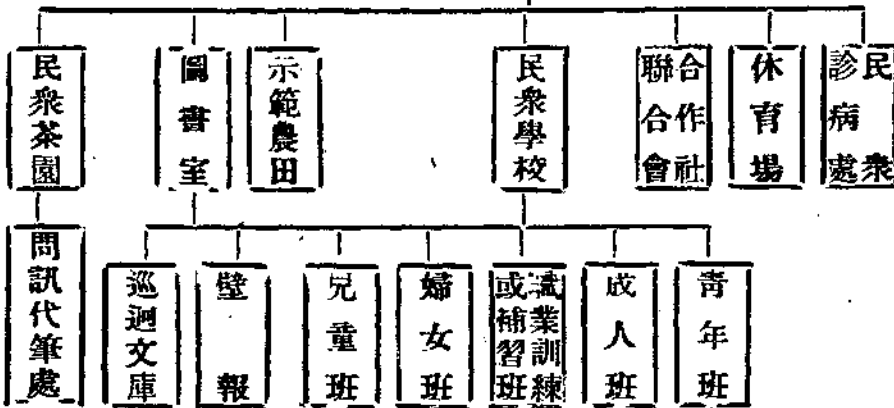 民眾診病處
休育場
合作社聯合會
民眾學校
示範農田
圖書室
民眾茶園
青年班
成人班
職業訓練或補習班
婦女班
兒童班
壁報
巡迴文庫
問訊代筆處